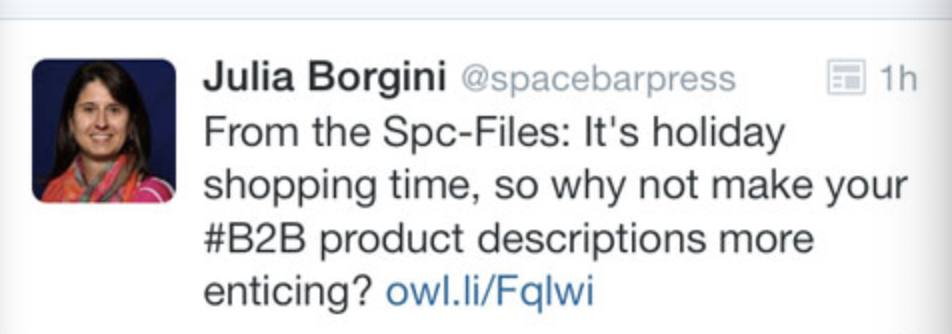 Julia Borgini @spacebarpress 1h
From the Spc-Files: It's holiday
shopping time, so why not make your
#B2B product descriptions more
enticing? owl.li/Fqlwi